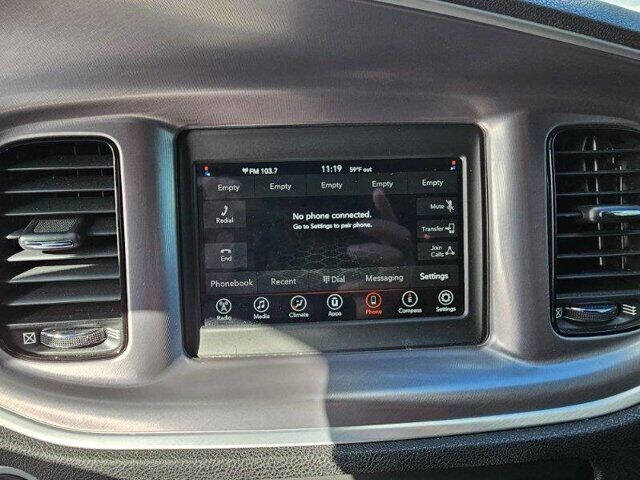 FM 103.7 11:19 59°F out
Empty Empty Empty Empty Empty
Redial
No phone connected.
Go to Settings to pair phone.
Mute
Transfer
End
Join
Calls
Phonebook Recent Dial Messaging Settings
Radio Media Climate Apps Phone Compass Settings